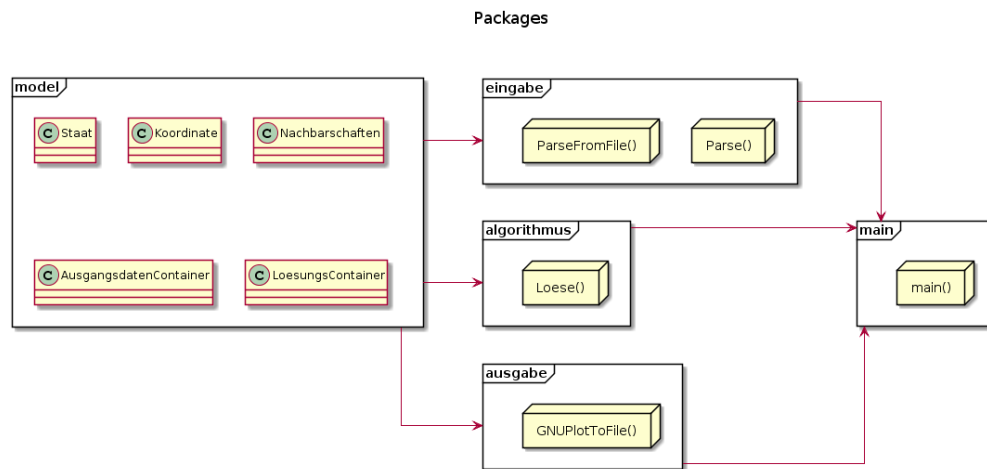 Packages
model
C Staat
C Koordinate
C Nachbarschaften
C AusgangsdatenContainer
C LoesungsContainer
eingabe
ParseFromFile()
Parse()
algorithmus
Loese()
ausgabe
GNUPlotToFile()
main
main()